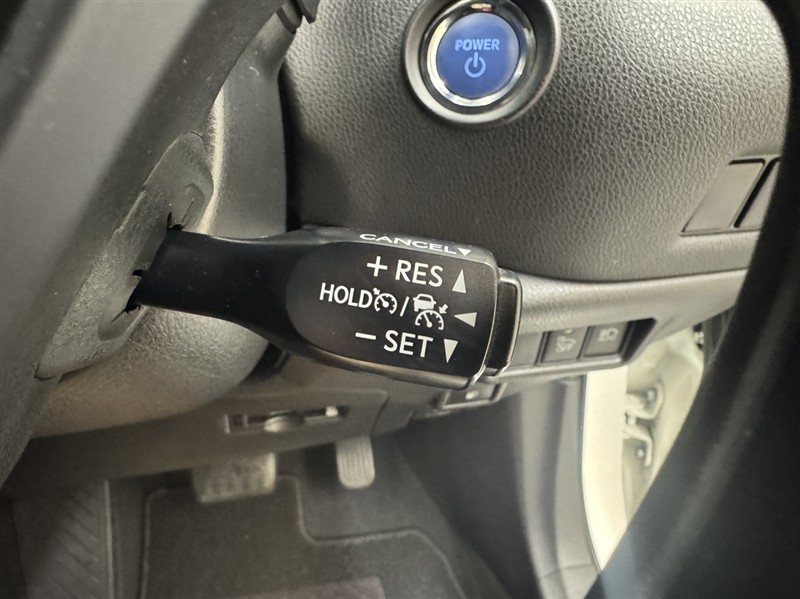 POWER
CANCEL▼
+ RES ▲
HOLD / ◀
− SET ▼